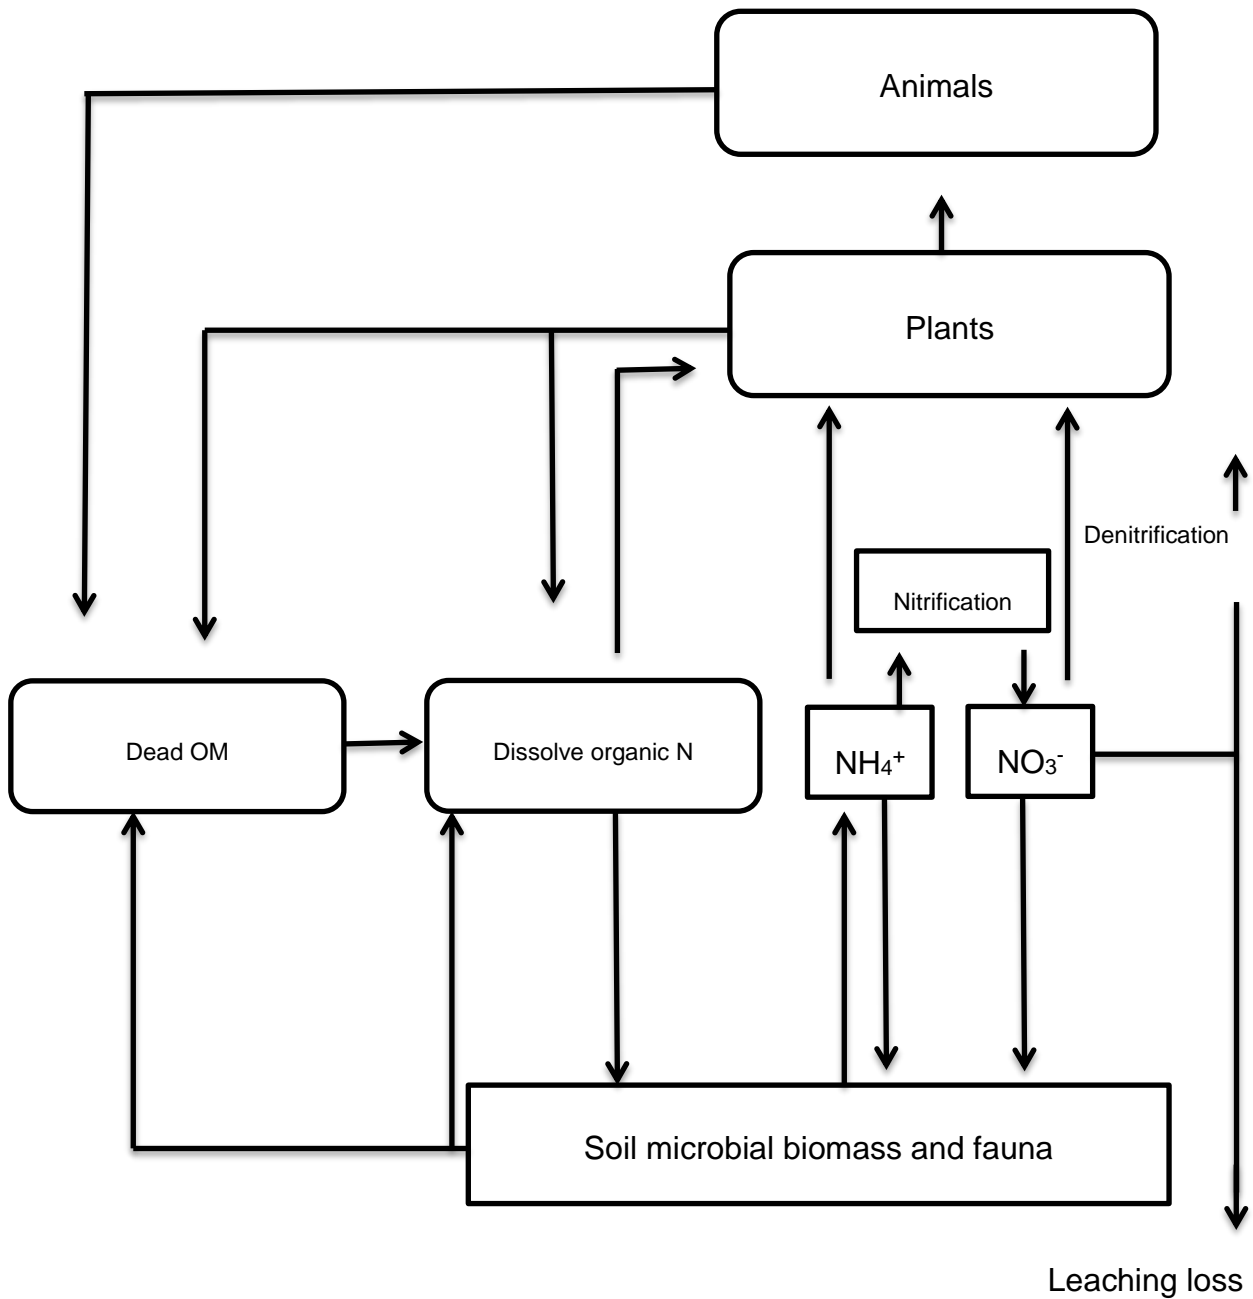 Animals
Plants
Denitrification
Nitrification
Dead OM
Dissolve organic N
NH₄⁺
NO₃⁻
Soil microbial biomass and fauna
Leaching loss